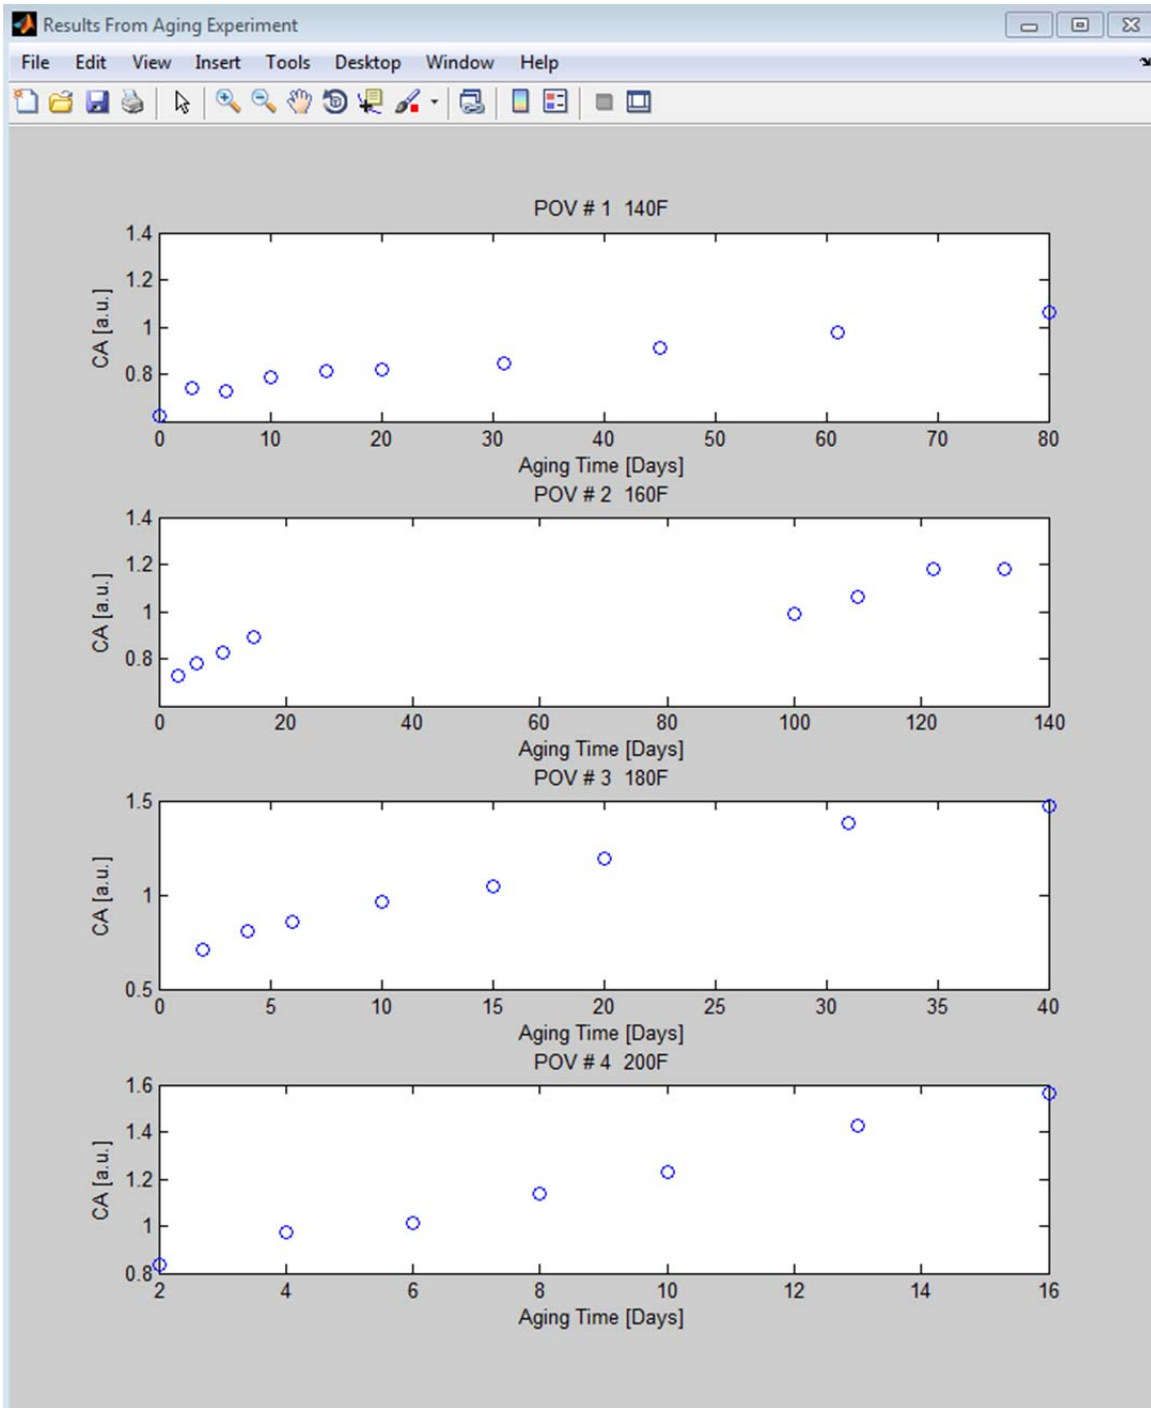 Results From Aging Experiment
File Edit View Insert Tools Desktop Window Help
POV # 1 140F
1.4
1.2
1
0.8
CA [a.u.]
0 10 20 30 40 50 60 70 80
Aging Time [Days]
POV # 2 160F
1.4
1.2
1
0.8
CA [a.u.]
0 20 40 60 80 100 120 140
Aging Time [Days]
POV # 3 180F
1.5
1
0.5
CA [a.u.]
0 5 10 15 20 25 30 35 40
Aging Time [Days]
POV # 4 200F
1.6
1.4
1.2
1
0.8
CA [a.u.]
2 4 6 8 10 12 14 16
Aging Time [Days]